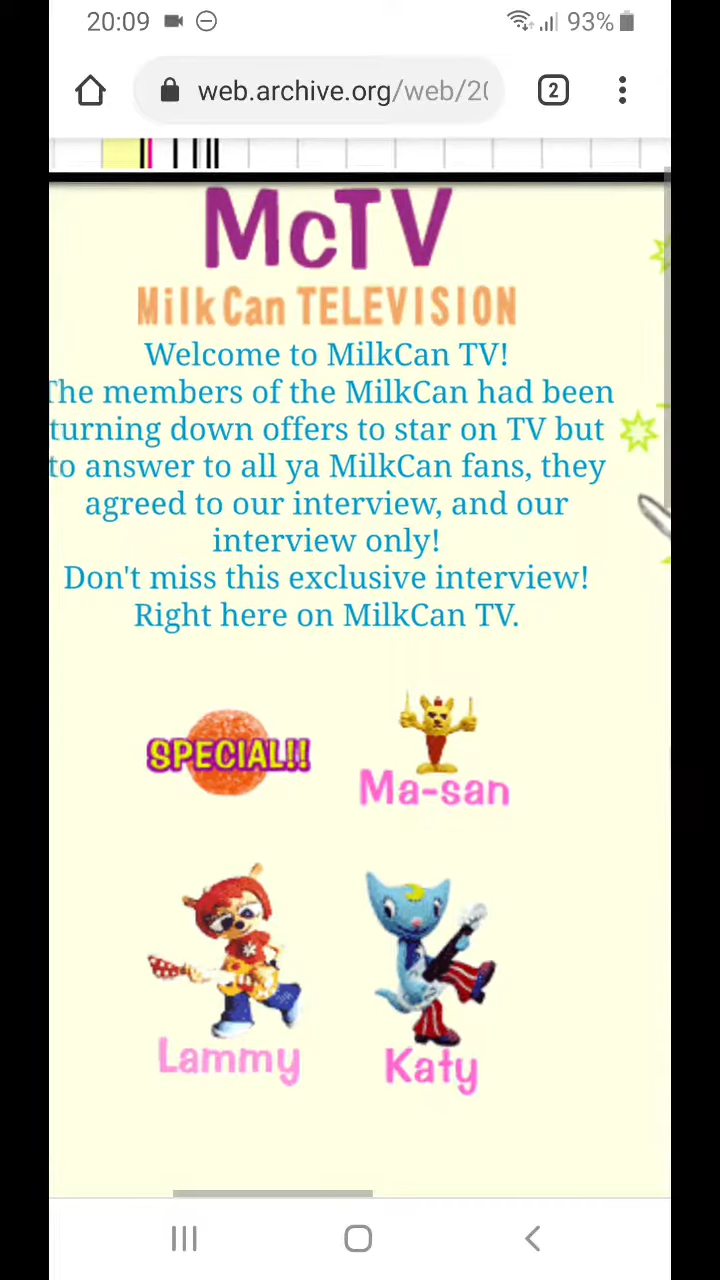 20:09 93%
web.archive.org/web/20
2
McTV
MilkCan TELEVISION
Welcome to MilkCan TV!
The members of the MilkCan had been
turning down offers to star on TV but
to answer to all ya MilkCan fans, they
agreed to our interview, and our
interview only!
Don't miss this exclusive interview!
Right here on MilkCan TV.
SPECIAL!!
Ma-san
Lammy
Katy